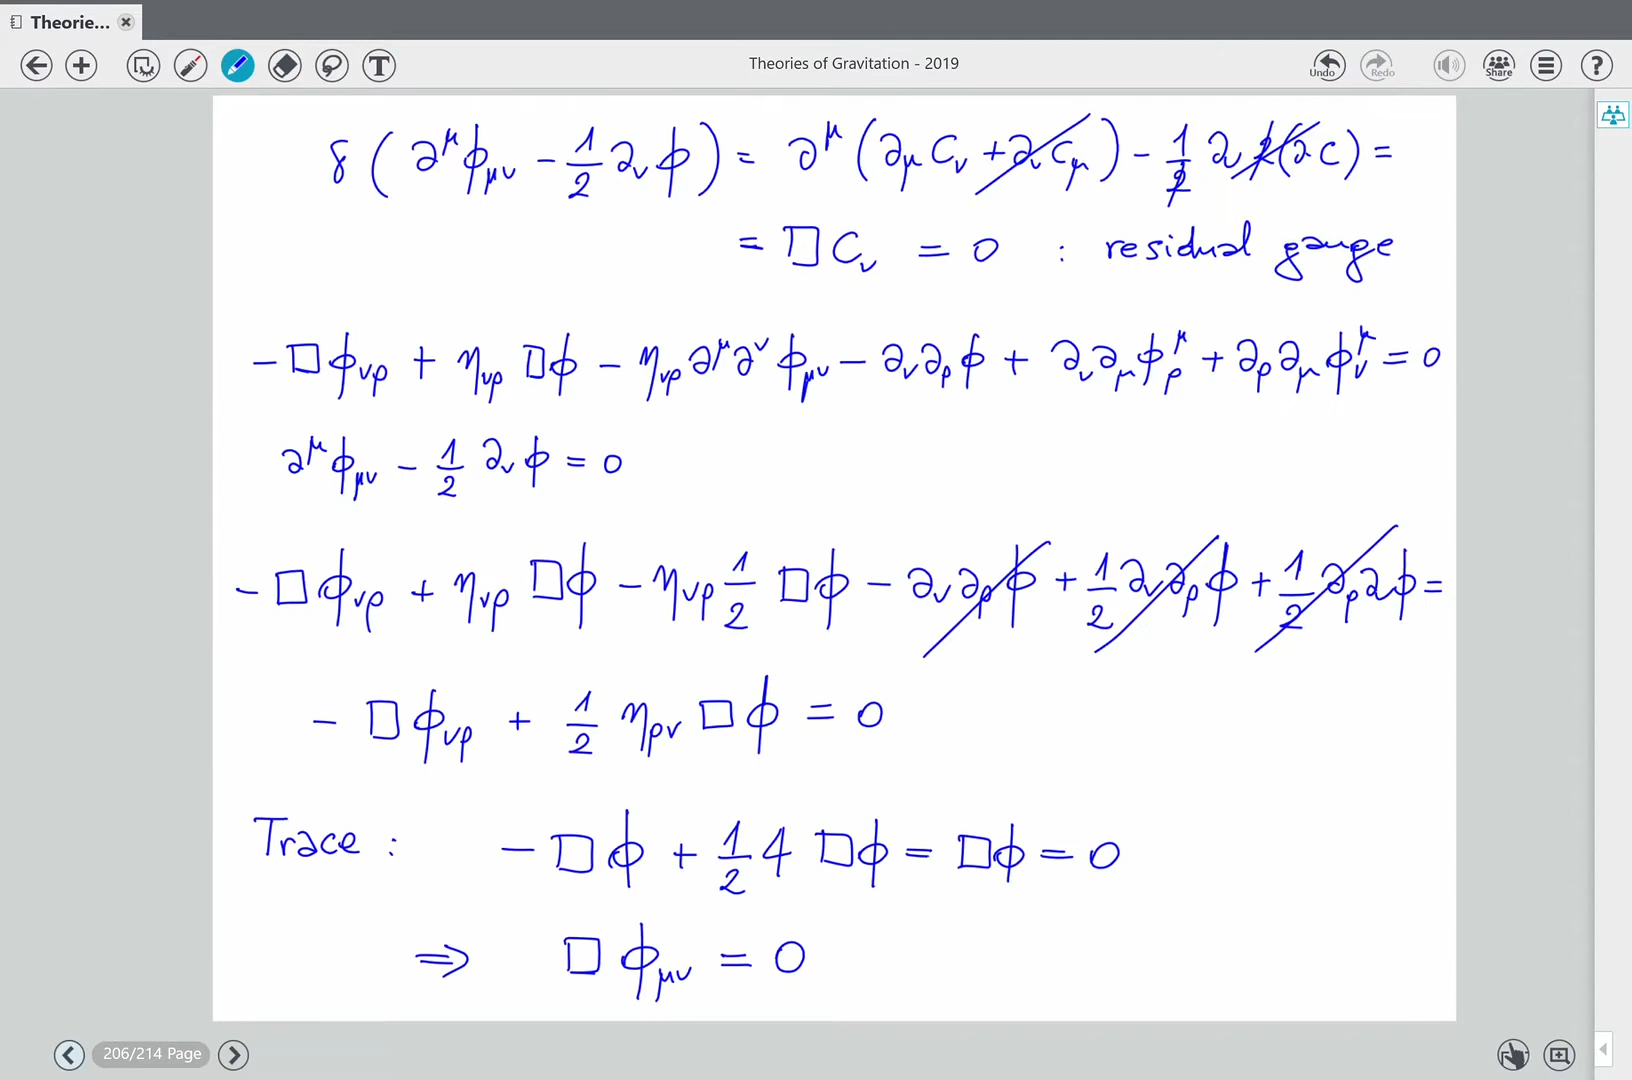 Theorie...
Theories of Gravitation - 2019
Undo Redo Share
δ ( ∂^μ ϕ_μν - 1/2 ∂_ν ϕ ) = ∂^μ ( ∂_μ C_ν + ∂_ν C_μ ) - 1/2 ∂_ν 2(∂C) =
= □ C_ν = 0 : residual gauge
- □ ϕ_νρ + η_νρ □ϕ - η_νρ ∂^μ ∂^ν ϕ_μν - ∂_ν ∂_ρ ϕ + ∂_ν ∂_μ ϕ^μ_ρ + ∂_ρ ∂_μ ϕ^μ_ν = 0
∂^μ ϕ_μν - 1/2 ∂_ν ϕ = 0
- □ ϕ_νρ + η_νρ □ϕ - η_νρ 1/2 □ϕ - ∂_ν ∂_ρ ϕ + 1/2 ∂_ν ∂_ρ ϕ + 1/2 ∂_ρ ∂_ν ϕ =
- □ ϕ_νρ + 1/2 η_ρν □ϕ = 0
Trace : - □ϕ + 1/2 4 □ϕ = □ϕ = 0
⇒ □ ϕ_μν = 0
206/214 Page